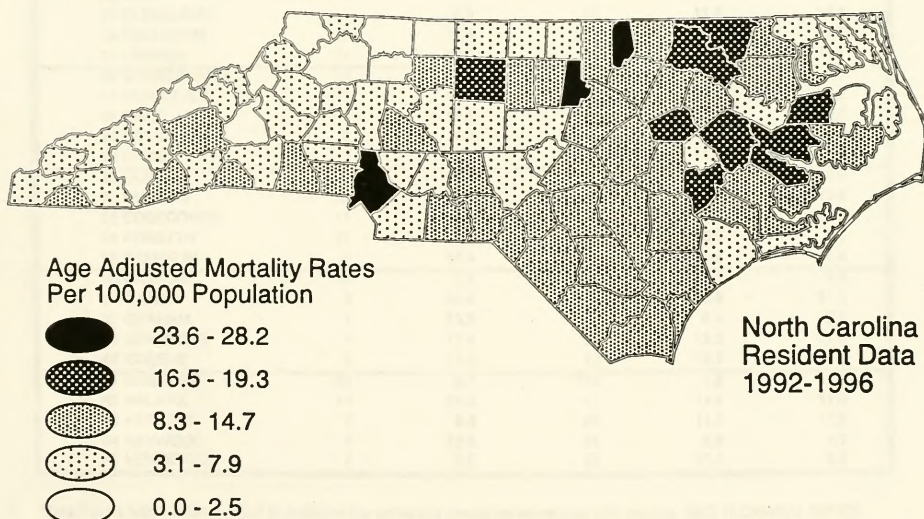 Age Adjusted Mortality Rates
Per 100,000 Population
23.6 - 28.2
16.5 - 19.3
8.3 - 14.7
3.1 - 7.9
0.0 - 2.5
North Carolina
Resident Data
1992-1996